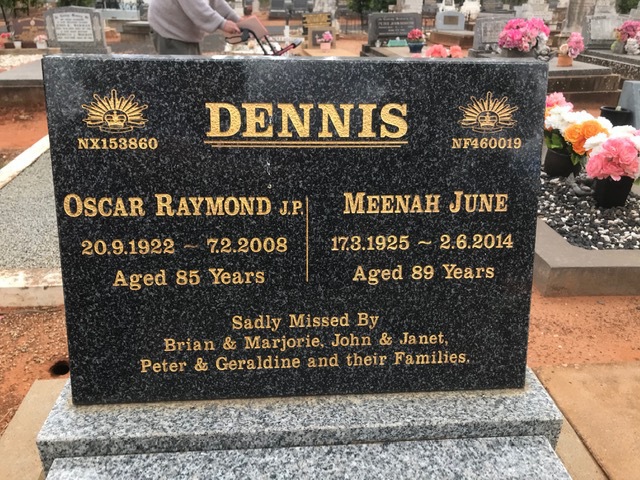 DENNIS
NX153860
NF460019
OSCAR RAYMOND J.P.
20.9.1922 ~ 7.2.2008
Aged 85 Years
MEENAH JUNE
17.3.1925 ~ 2.6.2014
Aged 89 Years
Sadly Missed By
Brian & Marjorie, John & Janet,
Peter & Geraldine and their Families.